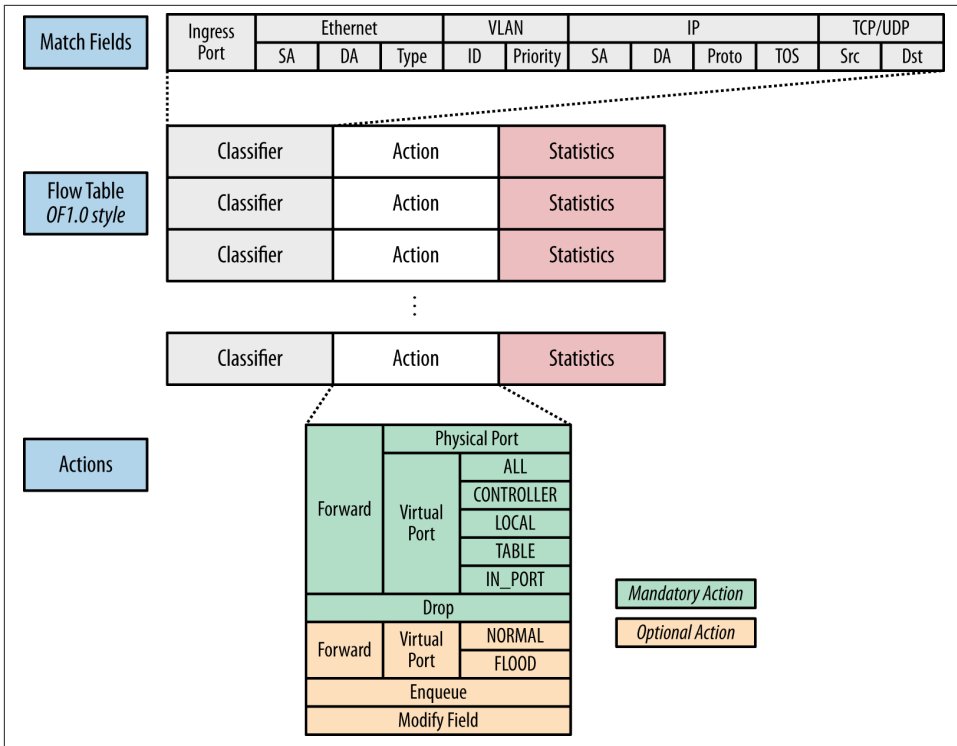 Match Fields
Ingress Port
Ethernet
VLAN
IP
TCP/UDP
SA
DA
Type
ID
Priority
SA
DA
Proto
TOS
Src
Dst
Flow Table
OF1.0 style
Classifier
Action
Statistics
Classifier
Action
Statistics
Classifier
Action
Statistics
...
Classifier
Action
Statistics
Actions
Forward
Physical Port
Virtual
Port
ALL
CONTROLLER
LOCAL
TABLE
IN_PORT
Drop
Forward
Virtual
Port
NORMAL
FLOOD
Enqueue
Modify Field
Mandatory Action
Optional Action